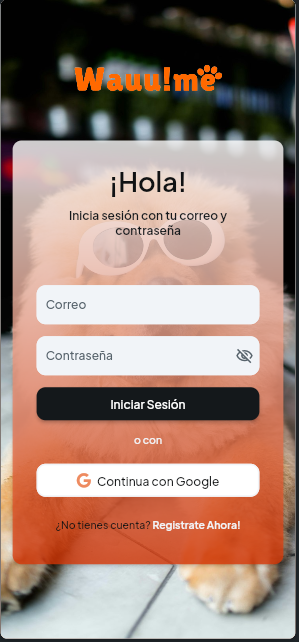 Wauu!me
¡Hola!
Inicia sesión con tu correo y
contraseña
Correo
Contraseña
Iniciar Sesión
o con
Continua con Google
¿No tienes cuenta? Registrate Ahora!